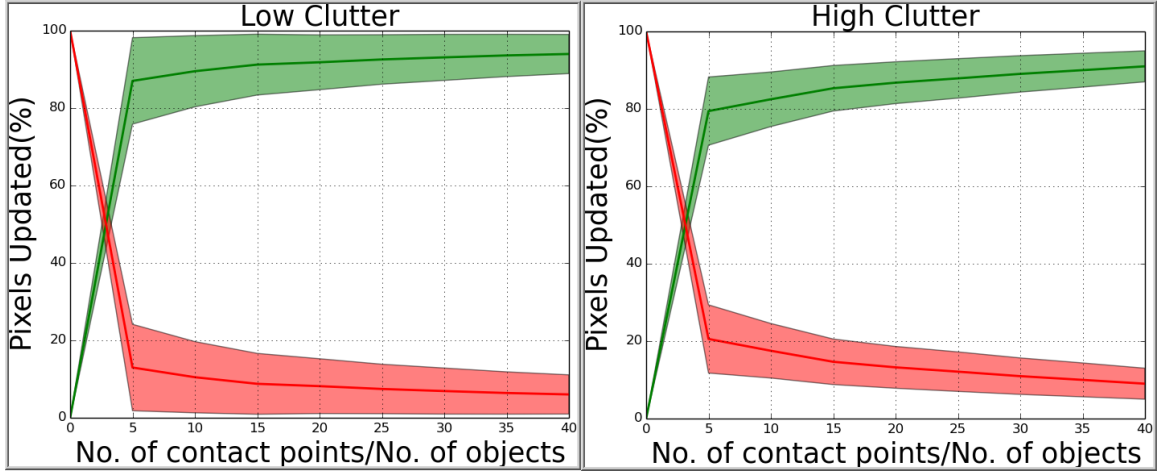 Low Clutter
100
80
60
40
20
0
0 5 10 15 20 25 30 35 40
Pixels Updated(%)
No. of contact points/No. of objects
High Clutter
100
80
60
40
20
0
0 5 10 15 20 25 30 35 40
Pixels Updated(%)
No. of contact points/No. of objects